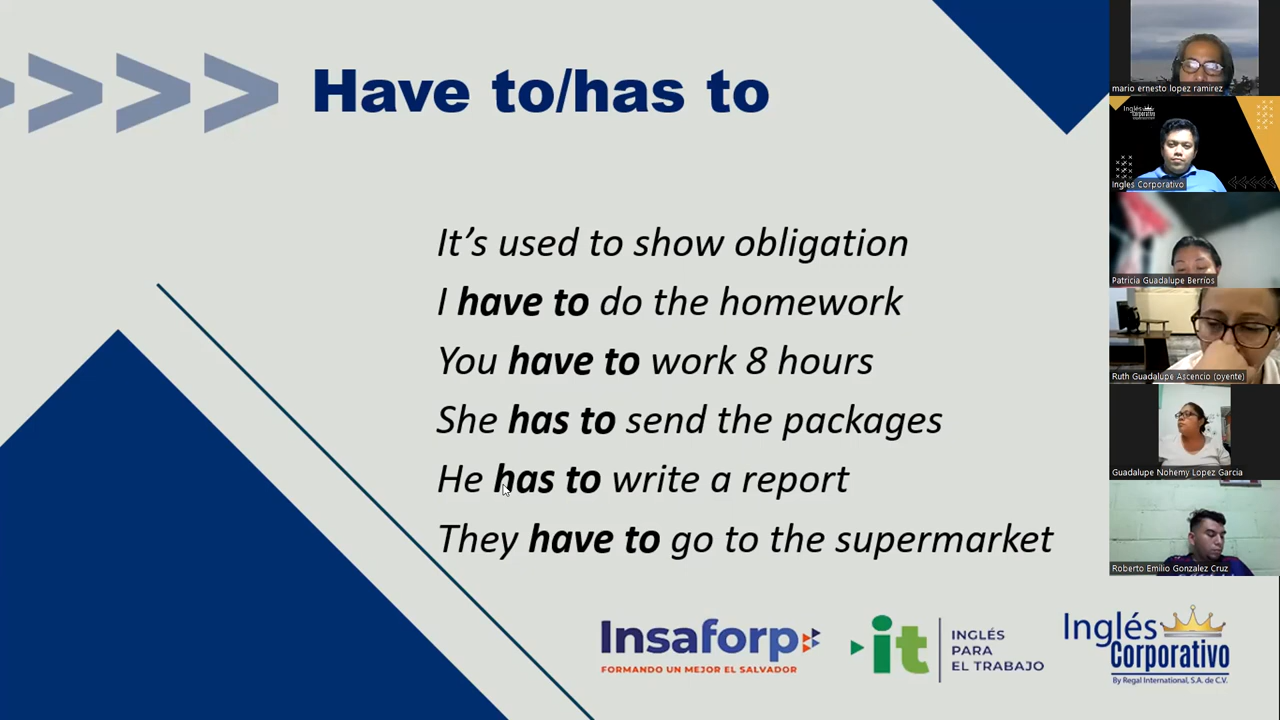 Have to/has to
It’s used to show obligation
I have to do the homework
You have to work 8 hours
She has to send the packages
He has to write a report
They have to go to the supermarket
Insaforp
FORMANDO UN MEJOR EL SALVADOR
it
INGLÉS
PARA
EL TRABAJO
Inglés
Corporativo
By Regal International, S.A. de C.V.
mario ernesto lopez ramirez
Inglés
Corporativo
Ingles Corporativo
Patricia Guadalupe Berríos
Ruth Guadalupe Ascencio (oyente)
Guadalupe Nohemy Lopez Garcia
Roberto Emilio Gonzalez Cruz